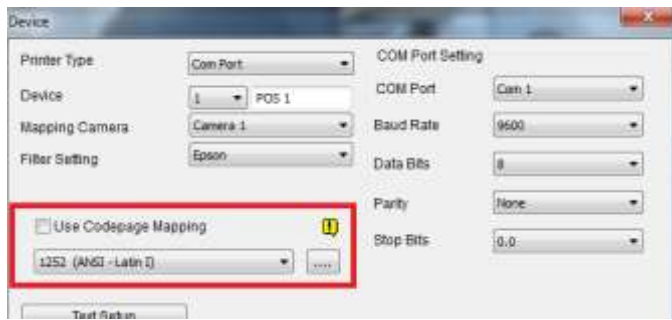 Device
Printer Type
Com Port
Device
1
POS 1
Mapping Camera
Camera 1
Filter Setting
Epson
Use Codepage Mapping
1252 (ANSI - Latin I)
....
Text Setup
COM Port Setting
COM Port
Com 1
Baud Rate
9600
Data Bits
8
Parity
None
Stop Bits
0.0